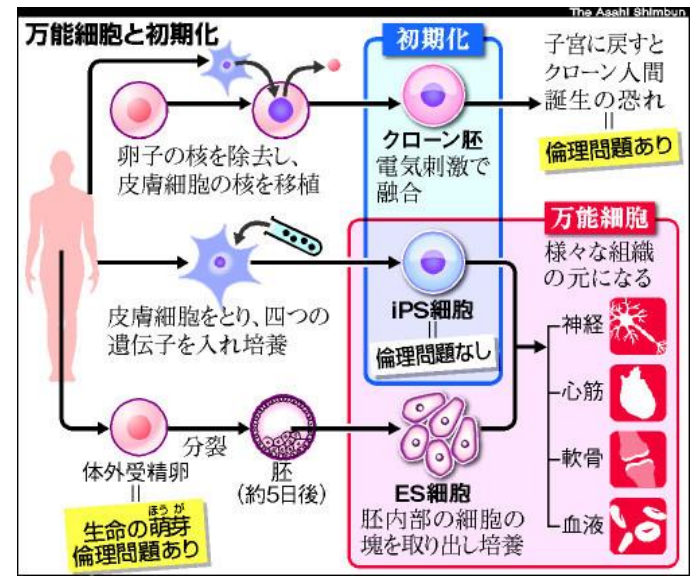 The Asahi Shimbun
万能細胞と初期化
初期化
子宮に戻すと
クローン人間
誕生の恐れ
＝
倫理問題あり
卵子の核を除去し、
皮膚細胞の核を移植
クローン胚
電気刺激で
融合
万能細胞
様々な組織
の元になる
皮膚細胞をとり、四つの
遺伝子を入れ培養
iPS細胞
＝
倫理問題なし
神経
心筋
軟骨
血液
体外受精卵
＝
ほうが
生命の萌芽
倫理問題あり
分裂
胚
(約5日後)
ES細胞
胚内部の細胞の
塊を取り出し培養